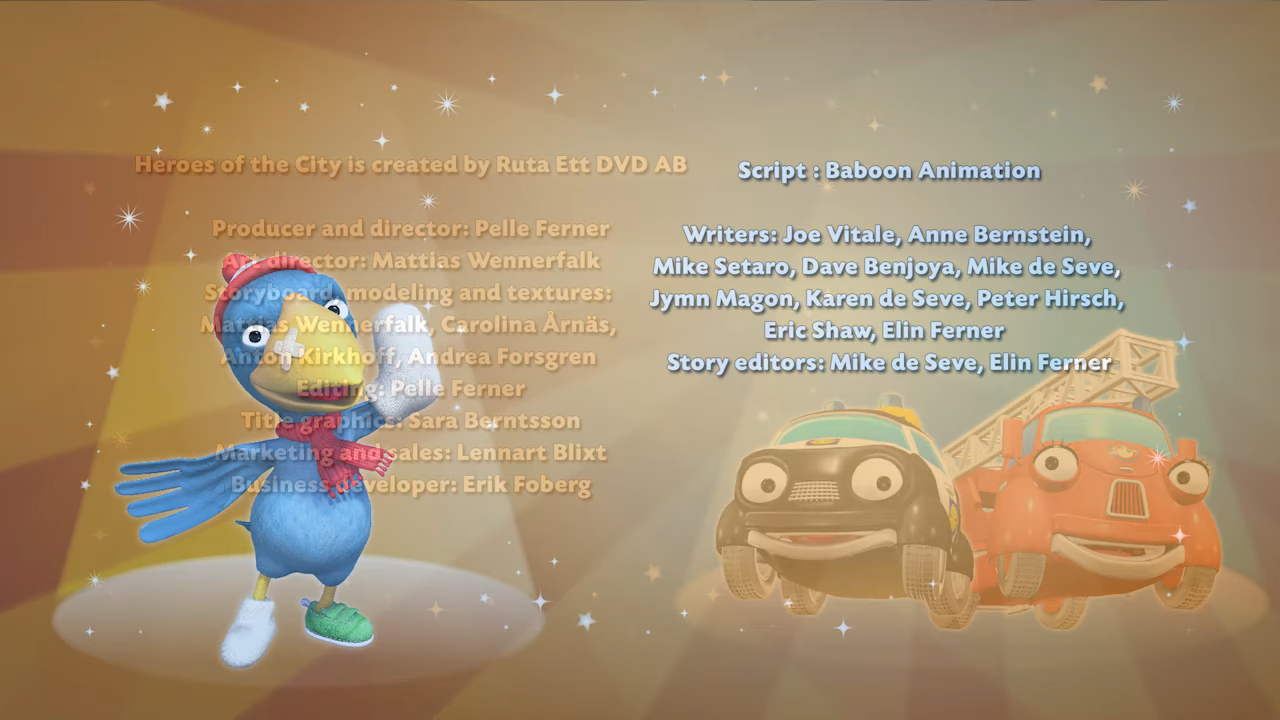 Heroes of the City is created by Ruta Ett DVD AB
Producer and director: Pelle Ferner
Art director: Mattias Wennerfalk
Storyboard, modeling and textures:
Mattias Wennerfalk, Carolina Årnäs,
Anton Kirkhoff, Andrea Forsgren
Editing: Pelle Ferner
Title graphics: Sara Berntsson
Marketing and sales: Lennart Blixt
Business developer: Erik Foberg
Script : Baboon Animation
Writers: Joe Vitale, Anne Bernstein,
Mike Setaro, Dave Benjoya, Mike de Seve,
Jymn Magon, Karen de Seve, Peter Hirsch,
Eric Shaw, Elin Ferner
Story editors: Mike de Seve, Elin Ferner